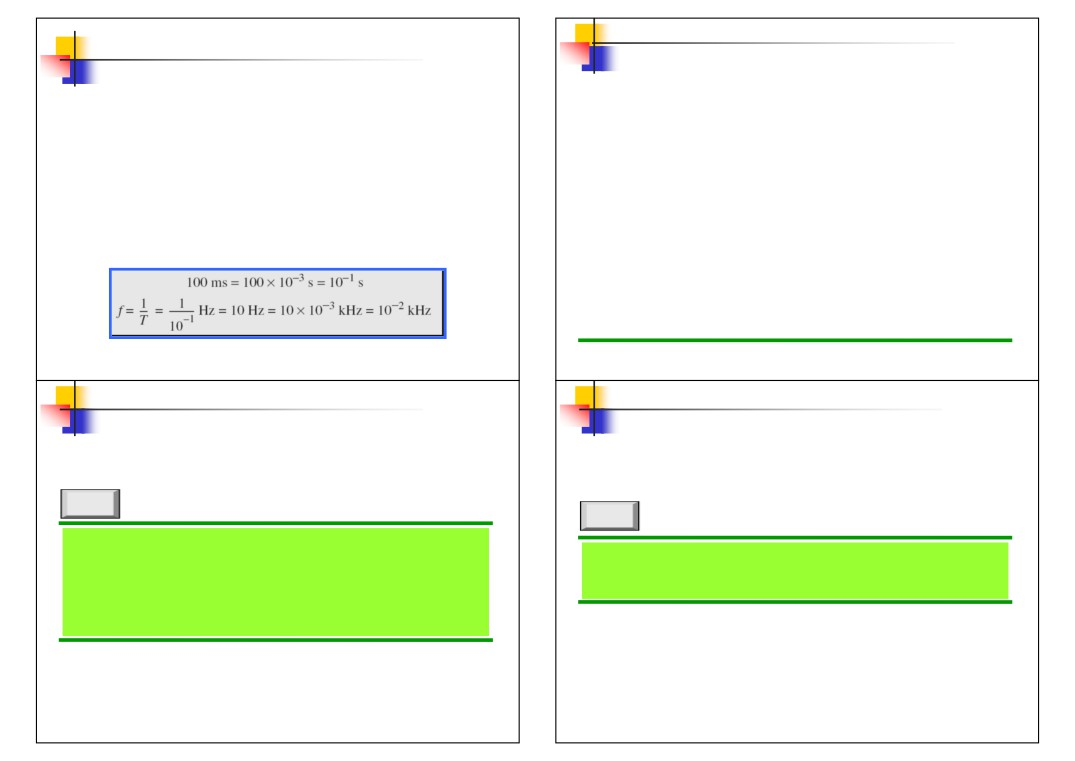 100 ms = 100 × 10⁻³ s = 10⁻¹ s
f = 1/T = 1/10⁻¹ Hz = 10 Hz = 10 × 10⁻³ kHz = 10⁻² kHz